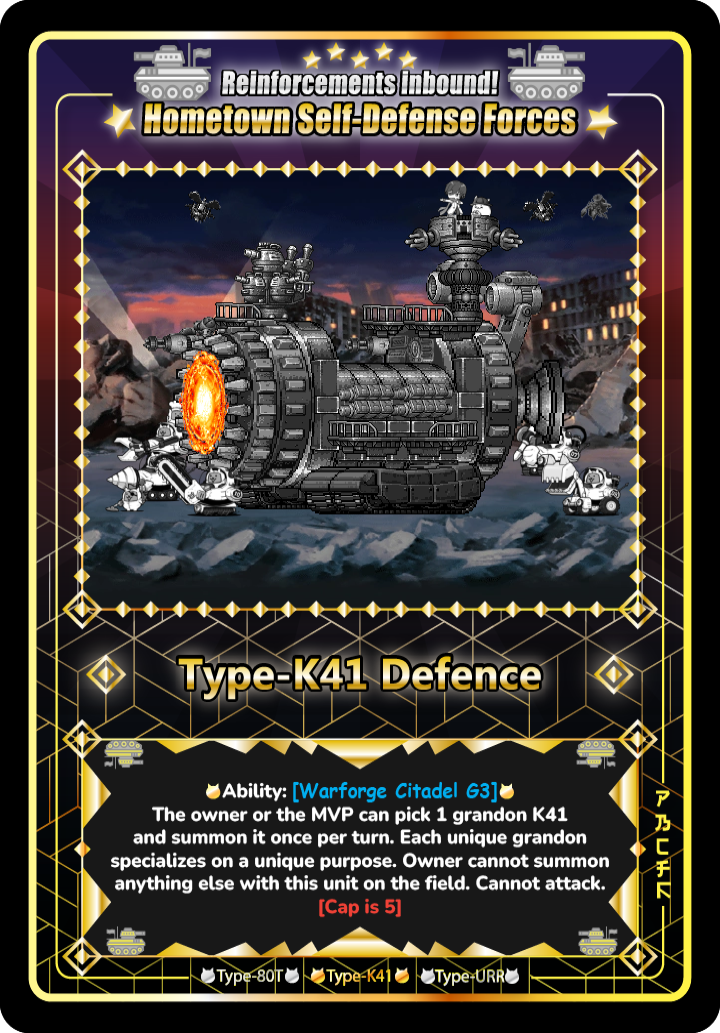 Reinforcements inbound!
Hometown Self-Defense Forces
Type-K41 Defence
Ability: [Warforge Citadel G3]
The owner or the MVP can pick 1 grandon K41
and summon it once per turn. Each unique grandon
specializes on a unique purpose. Owner cannot summon
anything else with this unit on the field. Cannot attack.
[Cap is 5]
Type-80T Type-K41 Type-URR